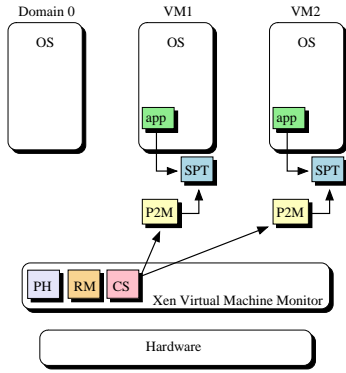 Domain 0
VM1
VM2
OS
OS
OS
app
app
SPT
SPT
P2M
P2M
PH
RM
CS
Xen Virtual Machine Monitor
Hardware